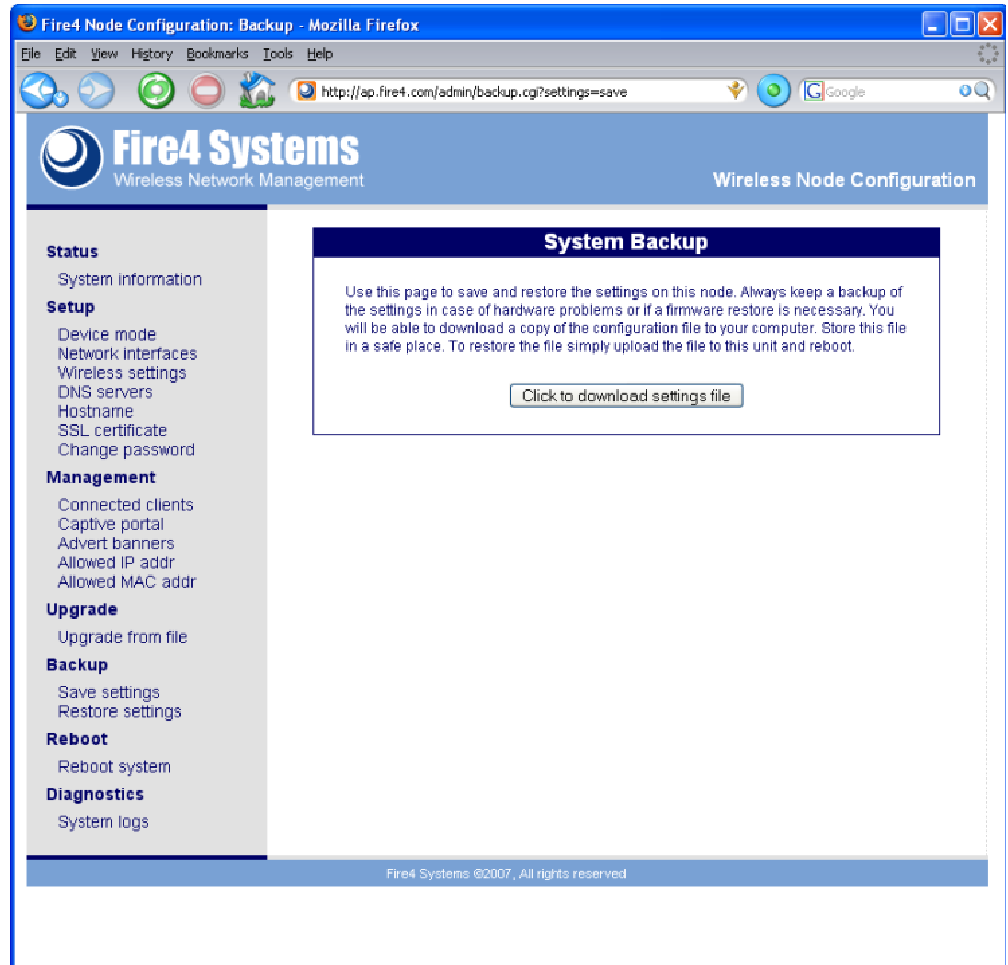 Fire4 Node Configuration: Backup - Mozilla Firefox
File Edit View History Bookmarks Tools Help
http://ap.fire4.com/admin/backup.cgi?settings=save
G Google
Fire4 Systems
Wireless Network Management
Wireless Node Configuration
Status
System information
Setup
Device mode
Network interfaces
Wireless settings
DNS servers
Hostname
SSL certificate
Change password
Management
Connected clients
Captive portal
Advert banners
Allowed IP addr
Allowed MAC addr
Upgrade
Upgrade from file
Backup
Save settings
Restore settings
Reboot
Reboot system
Diagnostics
System logs
System Backup
Use this page to save and restore the settings on this node. Always keep a backup of
the settings in case of hardware problems or if a firmware restore is necessary. You
will be able to download a copy of the configuration file to your computer. Store this file
in a safe place. To restore the file simply upload the file to this unit and reboot.
Click to download settings file
Fire4 Systems ©2007, All rights reserved